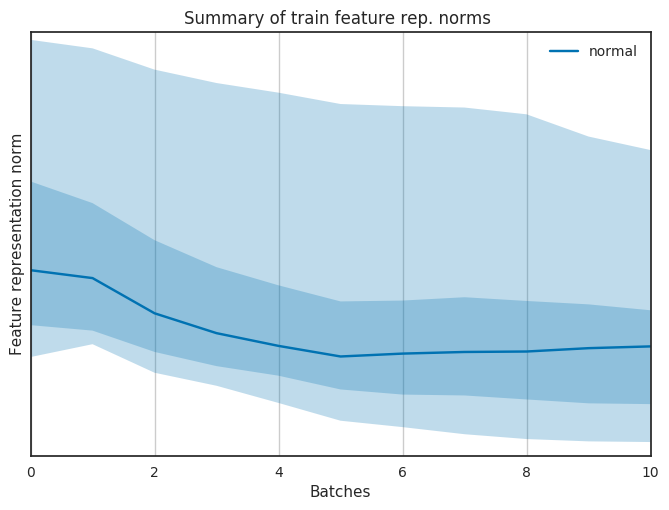 Summary of train feature rep. norms
normal
Feature representation norm
0 2 4 6 8 10
Batches